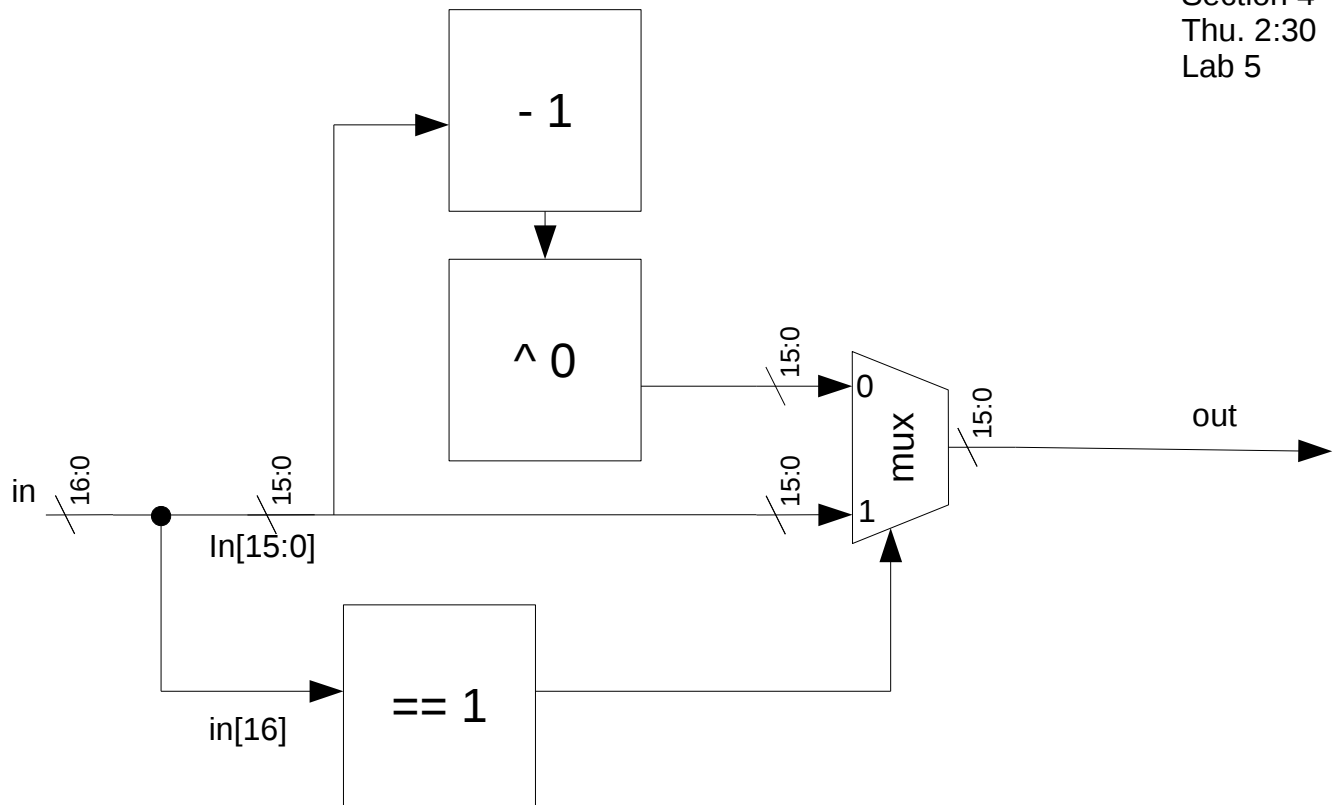 Section 4
Thu. 2:30
Lab 5
- 1
^ 0
15:0
0
mux
15:0
out
in
16:0
15:0
15:0
1
In[15:0]
== 1
in[16]